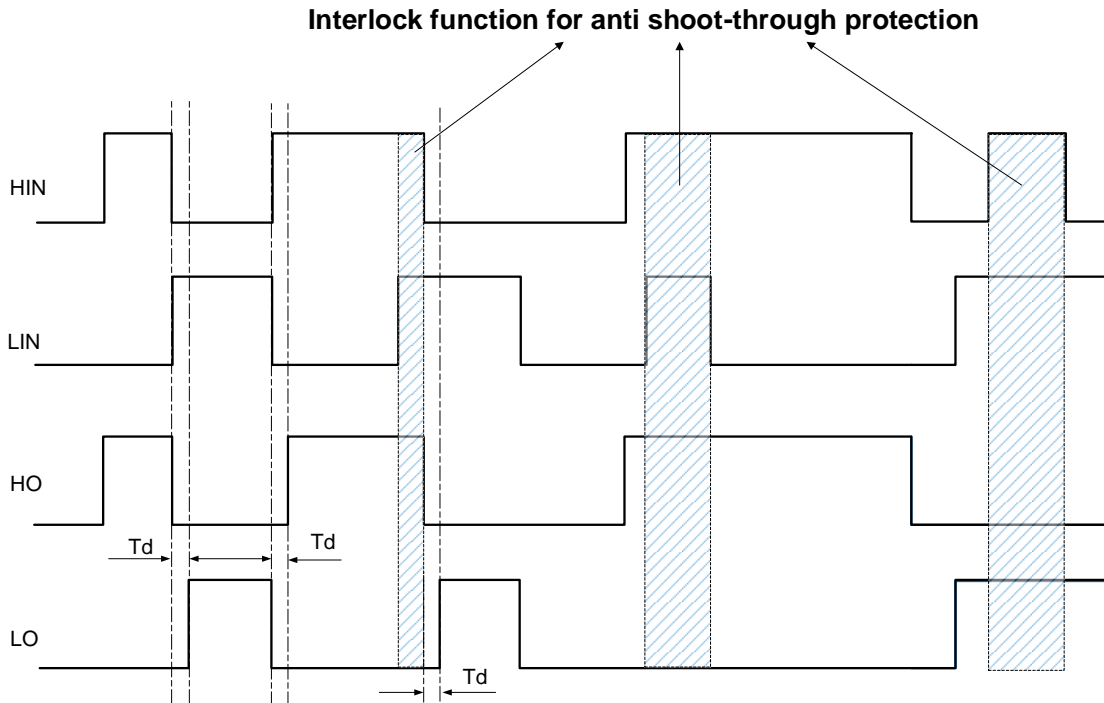 Interlock function for anti shoot-through protection
HIN
LIN
HO
Td
Td
LO
Td